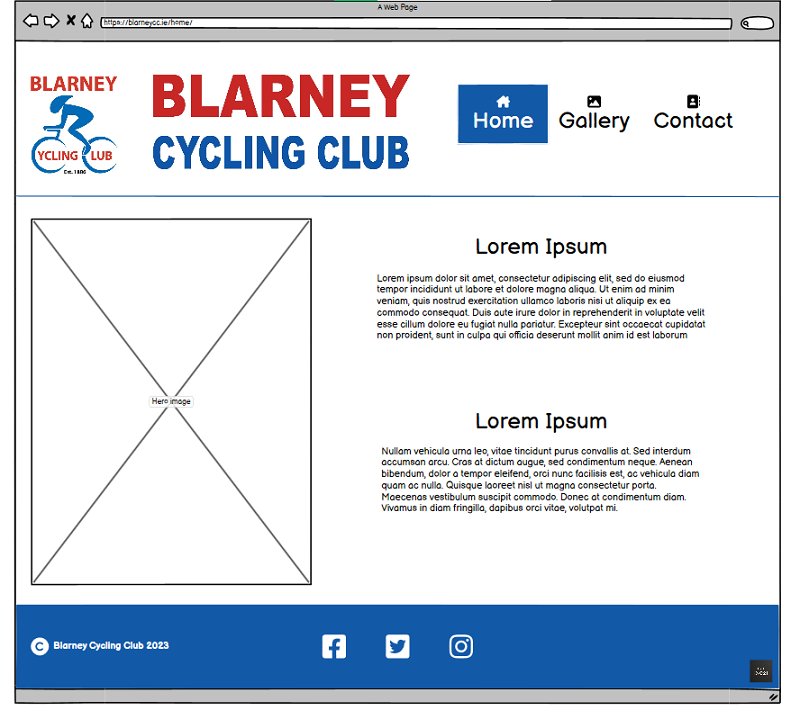 A Web Page
https://blarneycc.ie/home/
BLARNEY
YCLING LUB
Est. 1886
BLARNEY
CYCLING CLUB
Home
Gallery
Contact
Hero image
Lorem Ipsum
Lorem ipsum dolor sit amet, consectetur adipiscing elit, sed do eiusmod
tempor incididunt ut labore et dolore magna aliqua. Ut enim ad minim
veniam, quis nostrud exercitation ullamco laboris nisi ut aliquip ex ea
commodo consequat. Duis aute irure dolor in reprehenderit in voluptate velit
esse cillum dolore eu fugiat nulla pariatur. Excepteur sint occaecat cupidatat
non proident, sunt in culpa qui officia deserunt mollit anim id est laborum
Lorem Ipsum
Nullam vehicula urna leo, vitae tincidunt purus convallis at. Sed interdum
accumsan arcu. Cras at dictum augue, sed condimentum neque. Aenean
bibendum, dolor a tempor eleifend, orci nunc facilisis est, ac vehicula diam
quam ac nulla. Quisque laoreet nisl ut magna consectetur porta.
Maecenas vestibulum suscipit commodo. Donec at condimentum diam.
Vivamus in diam fringilla, dapibus orci vitae, volutpat mi.
C Blarney Cycling Club 2023